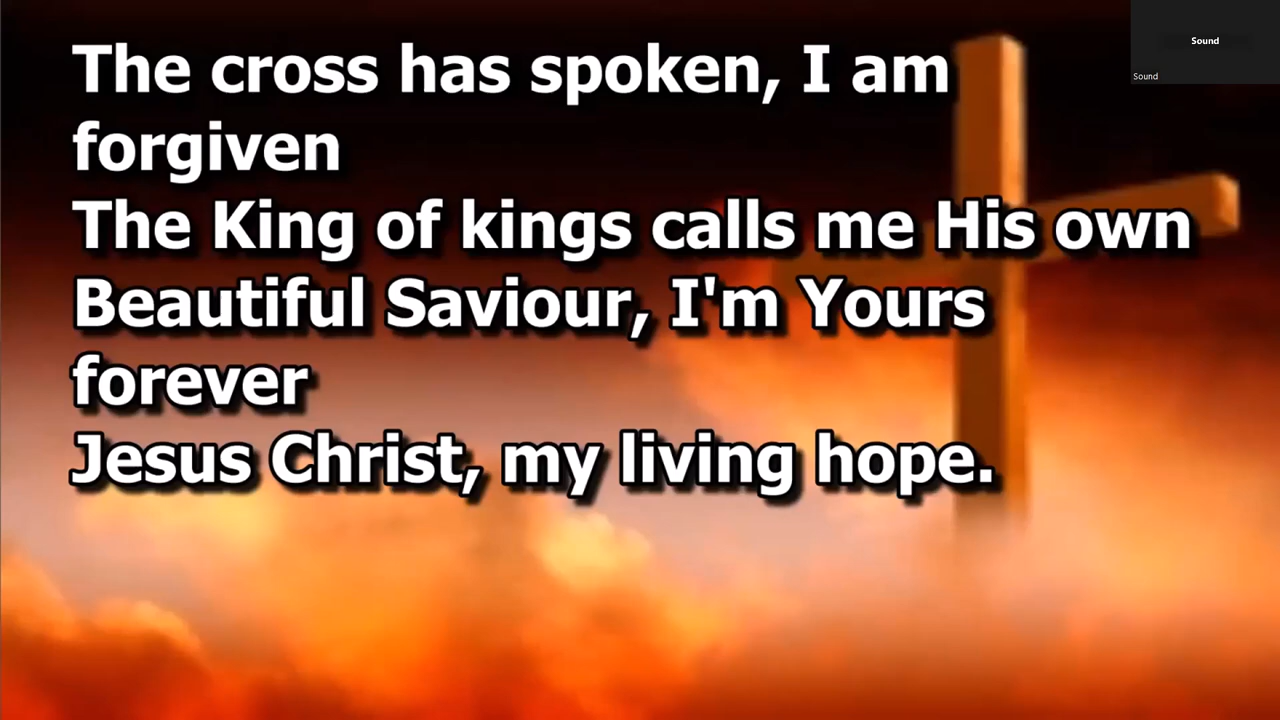 The cross has spoken, I am
forgiven
The King of kings calls me His own
Beautiful Saviour, I'm Yours
forever
Jesus Christ, my living hope.
Sound
Sound